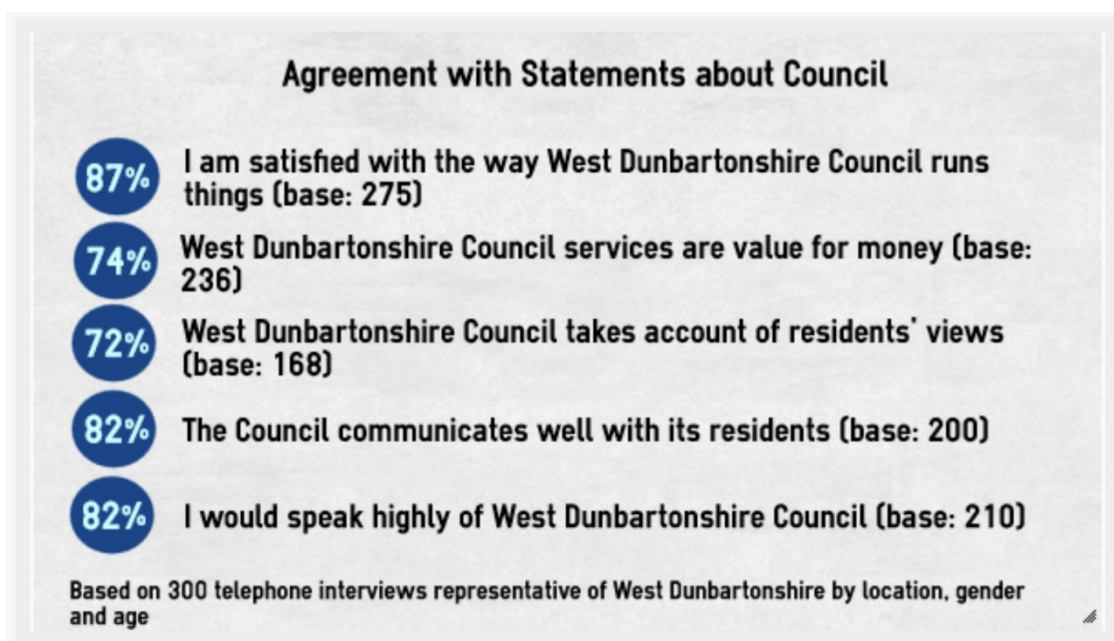 Agreement with Statements about Council
87%
I am satisfied with the way West Dunbartonshire Council runs
things (base: 275)
74%
West Dunbartonshire Council services are value for money (base:
236)
72%
West Dunbartonshire Council takes account of residents' views
(base: 168)
82%
The Council communicates well with its residents (base: 200)
82%
I would speak highly of West Dunbartonshire Council (base: 210)
Based on 300 telephone interviews representative of West Dunbartonshire by location, gender
and age